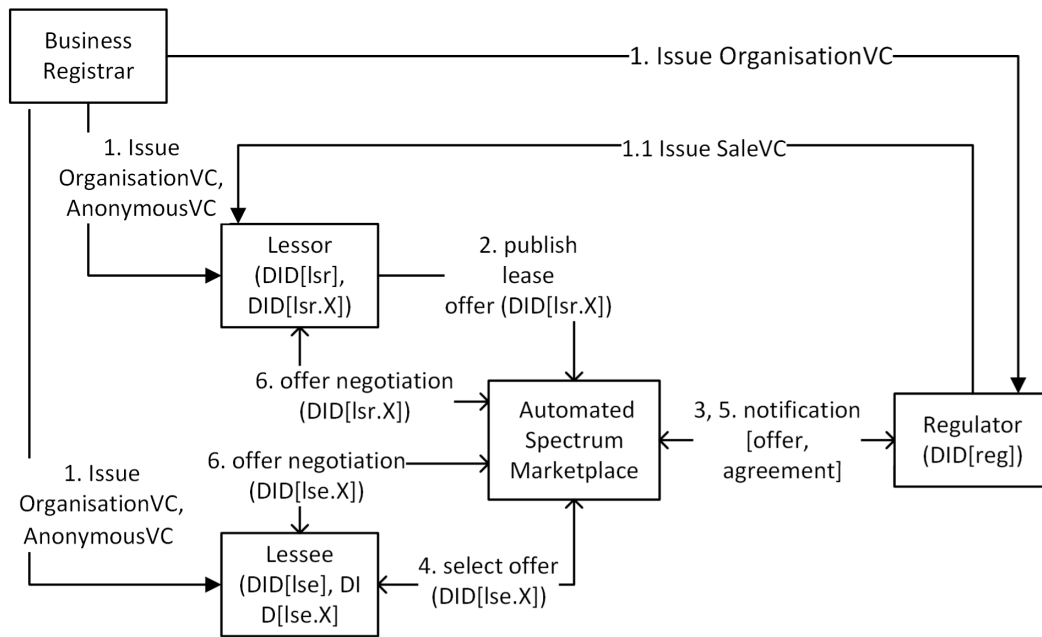 Business
Registrar
1. Issue OrganisationVC
1.1 Issue SaleVC
1. Issue
OrganisationVC,
AnonymousVC
Lessor
(DID[lsr],
DID[lsr.X])
2. publish
lease
offer (DID[lsr.X])
6. offer negotiation
(DID[lsr.X])
Automated
Spectrum
Marketplace
3, 5. notification
[offer,
agreement]
Regulator
(DID[reg])
6. offer negotiation
(DID[lse.X])
1. Issue
OrganisationVC,
AnonymousVC
Lessee
(DID[lse], DI
D[lse.X]
4. select offer
(DID[lse.X])